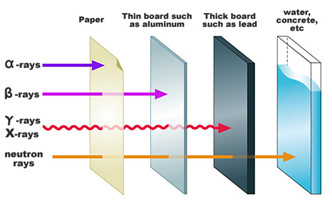 Paper
Thin board such
as aluminum
Thick board
such as lead
water,
concrete,
etc
α-rays
β-rays
γ-rays
X-rays
neutron
rays